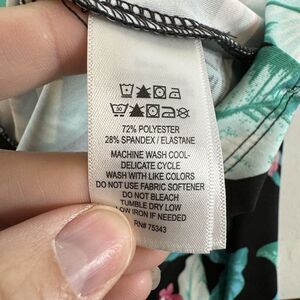 72% POLYESTER
28% SPANDEX / ELASTANE
MACHINE WASH COOL-
DELICATE CYCLE
WASH WITH LIKE COLORS
DO NOT USE FABRIC SOFTENER
DO NOT BLEACH
TUMBLE DRY LOW
LOW IRON IF NEEDED
RN# 75343